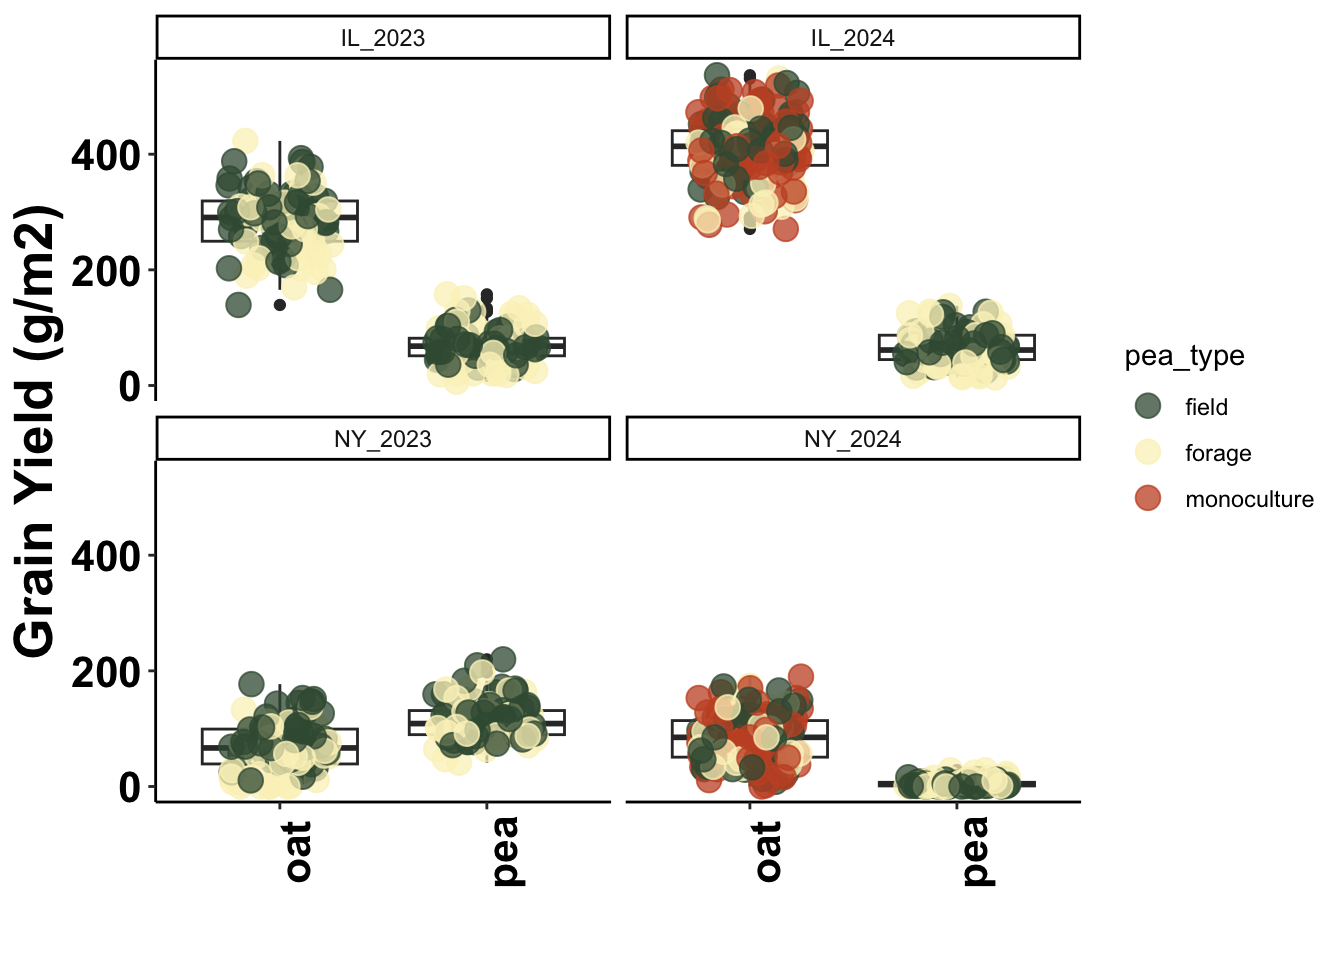 IL_2023
IL_2024
Grain Yield (g/m2)
400
200
0
NY_2023
NY_2024
400
200
0
oat
pea
oat
pea
pea_type
field
forage
monoculture